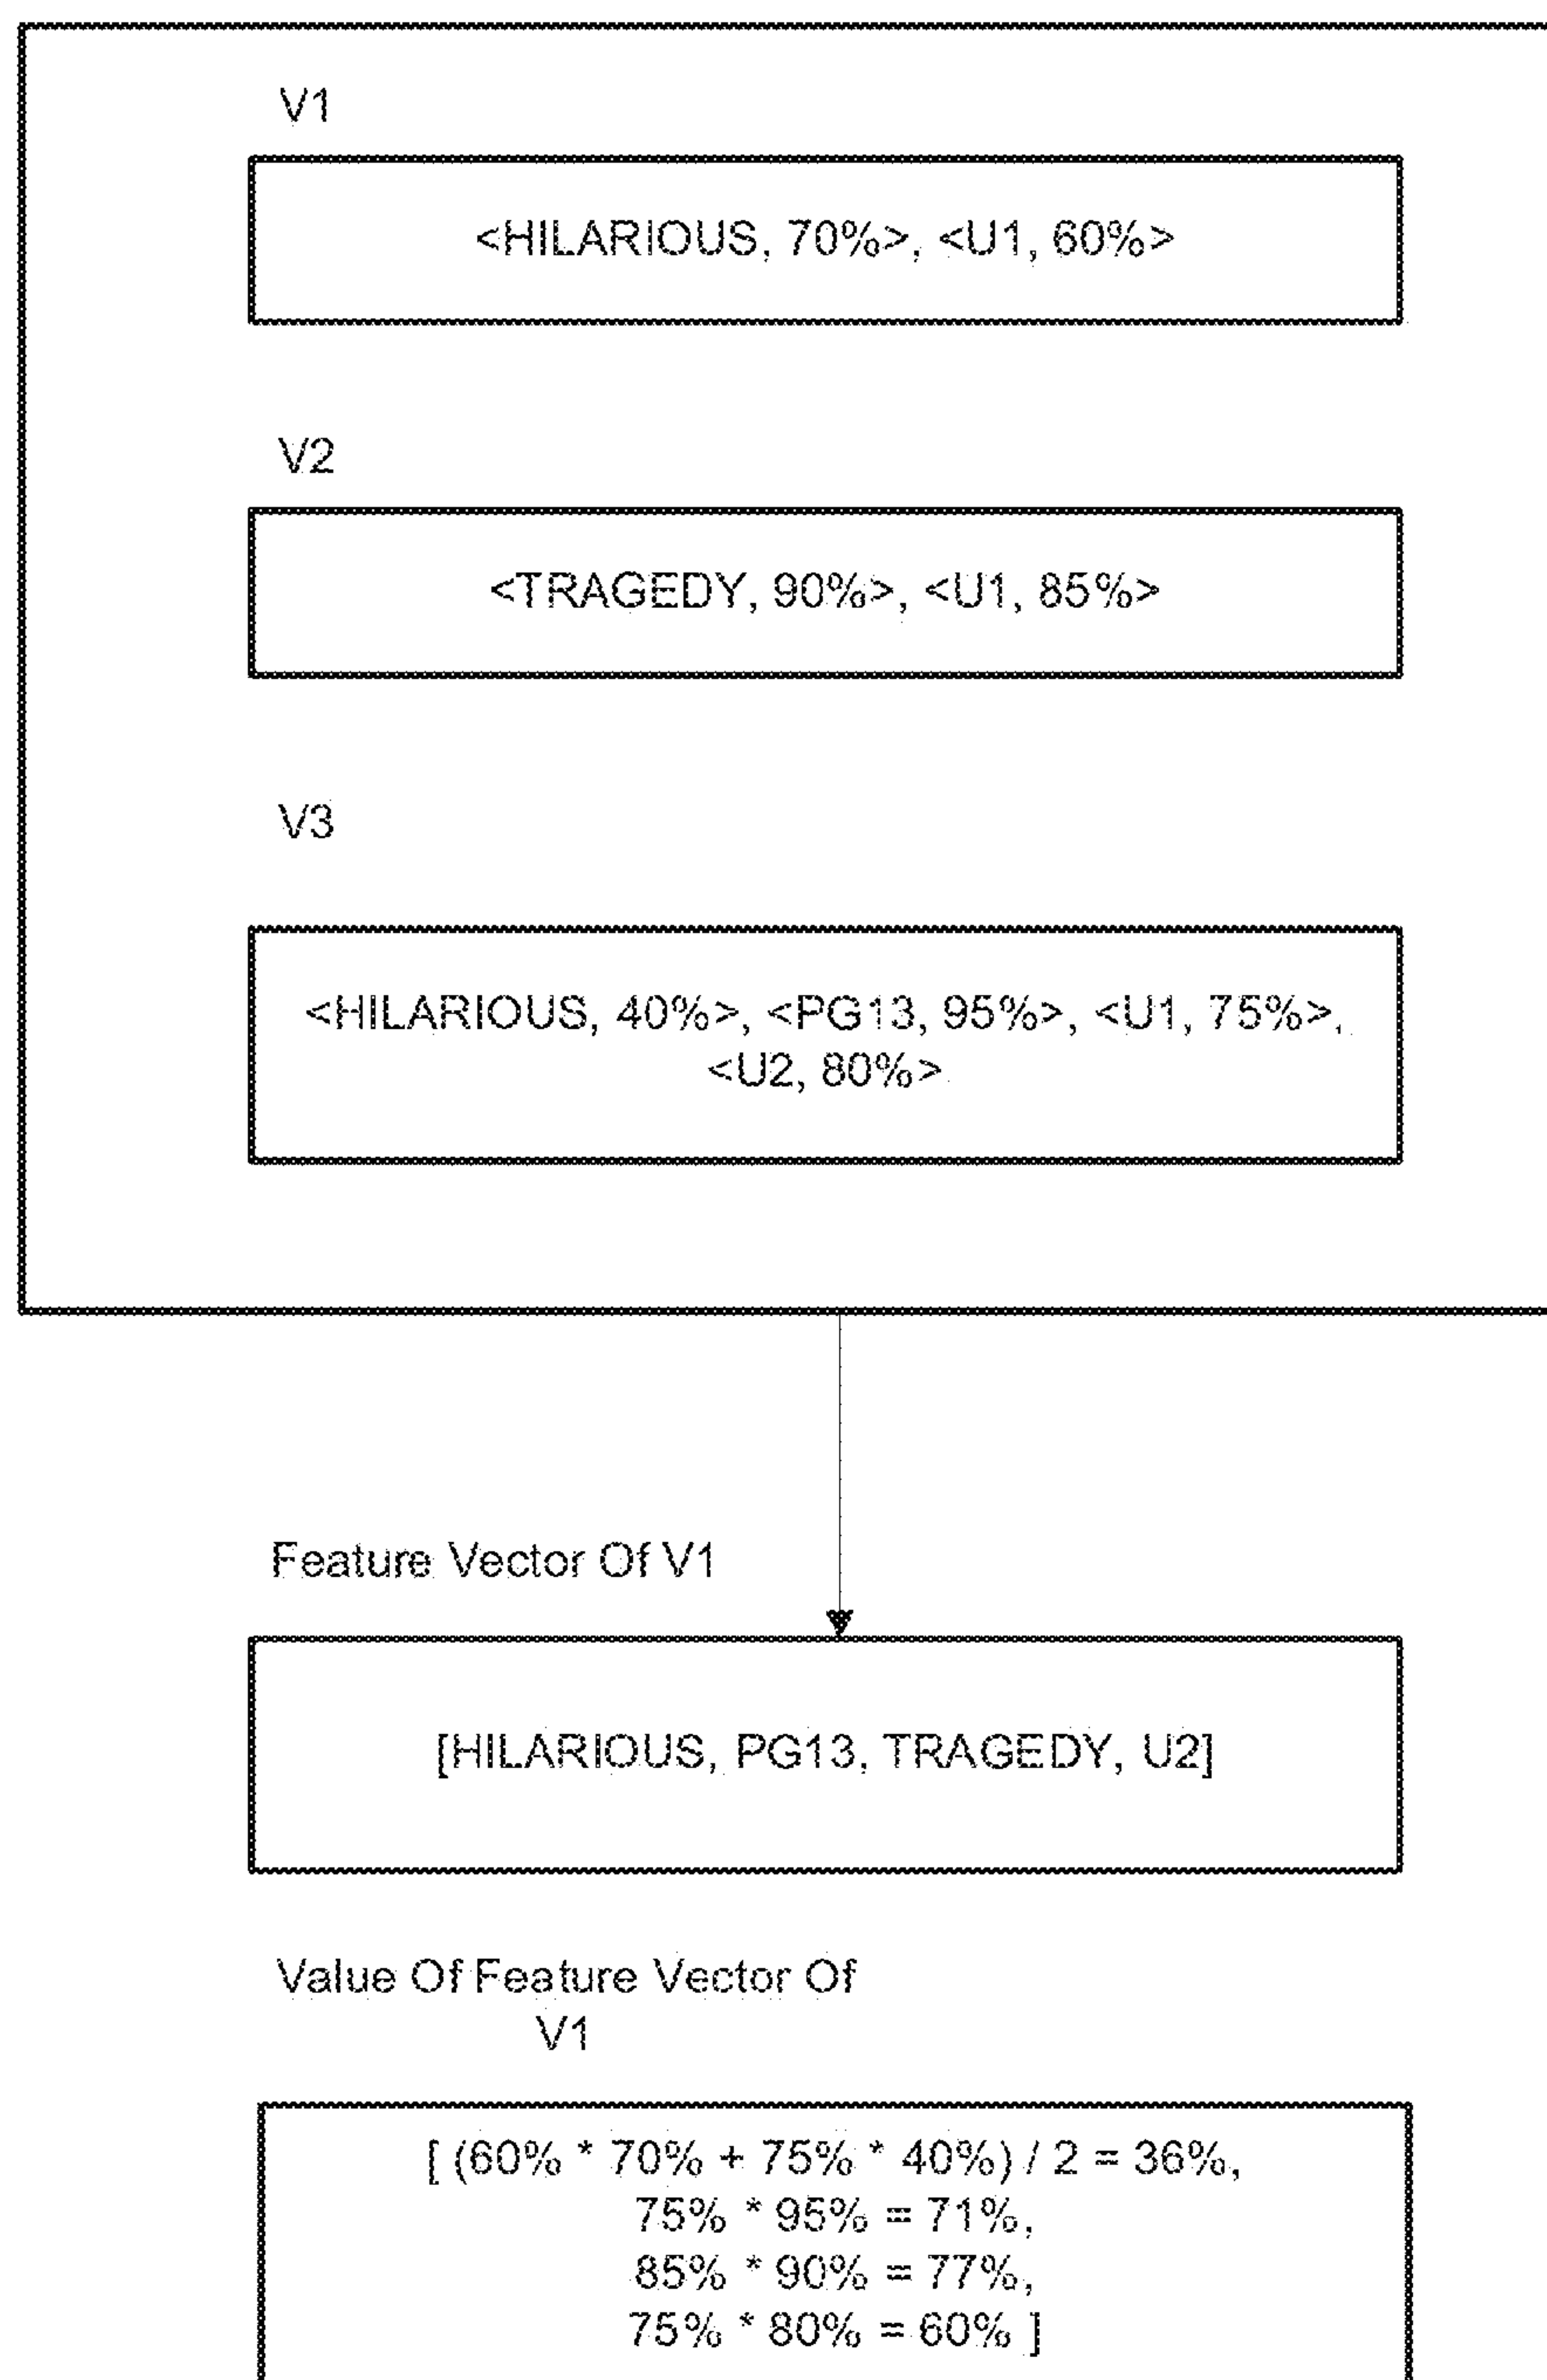 V1
<HILARIOUS, 70%>, <U1, 60%>
V2
<TRAGEDY, 90%>, <U1, 85%>
V3
<HILARIOUS, 40%>, <PG13, 95%>, <U1, 75%>,
<U2, 80%>
Feature Vector Of V1
[HILARIOUS, PG13, TRAGEDY, U2]
Value Of Feature Vector Of
V1
[ (60% * 70% + 75% * 40%) / 2 = 36%,
75% * 95% = 71%,
85% * 90% = 77%,
75% * 80% = 60% ]